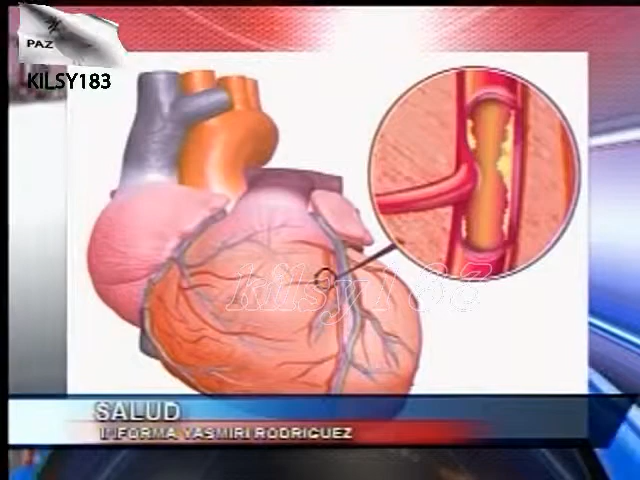 PAZ
KILSY183
kilsy183
SALUD
INFORMA YASMIRI RODRIGUEZ